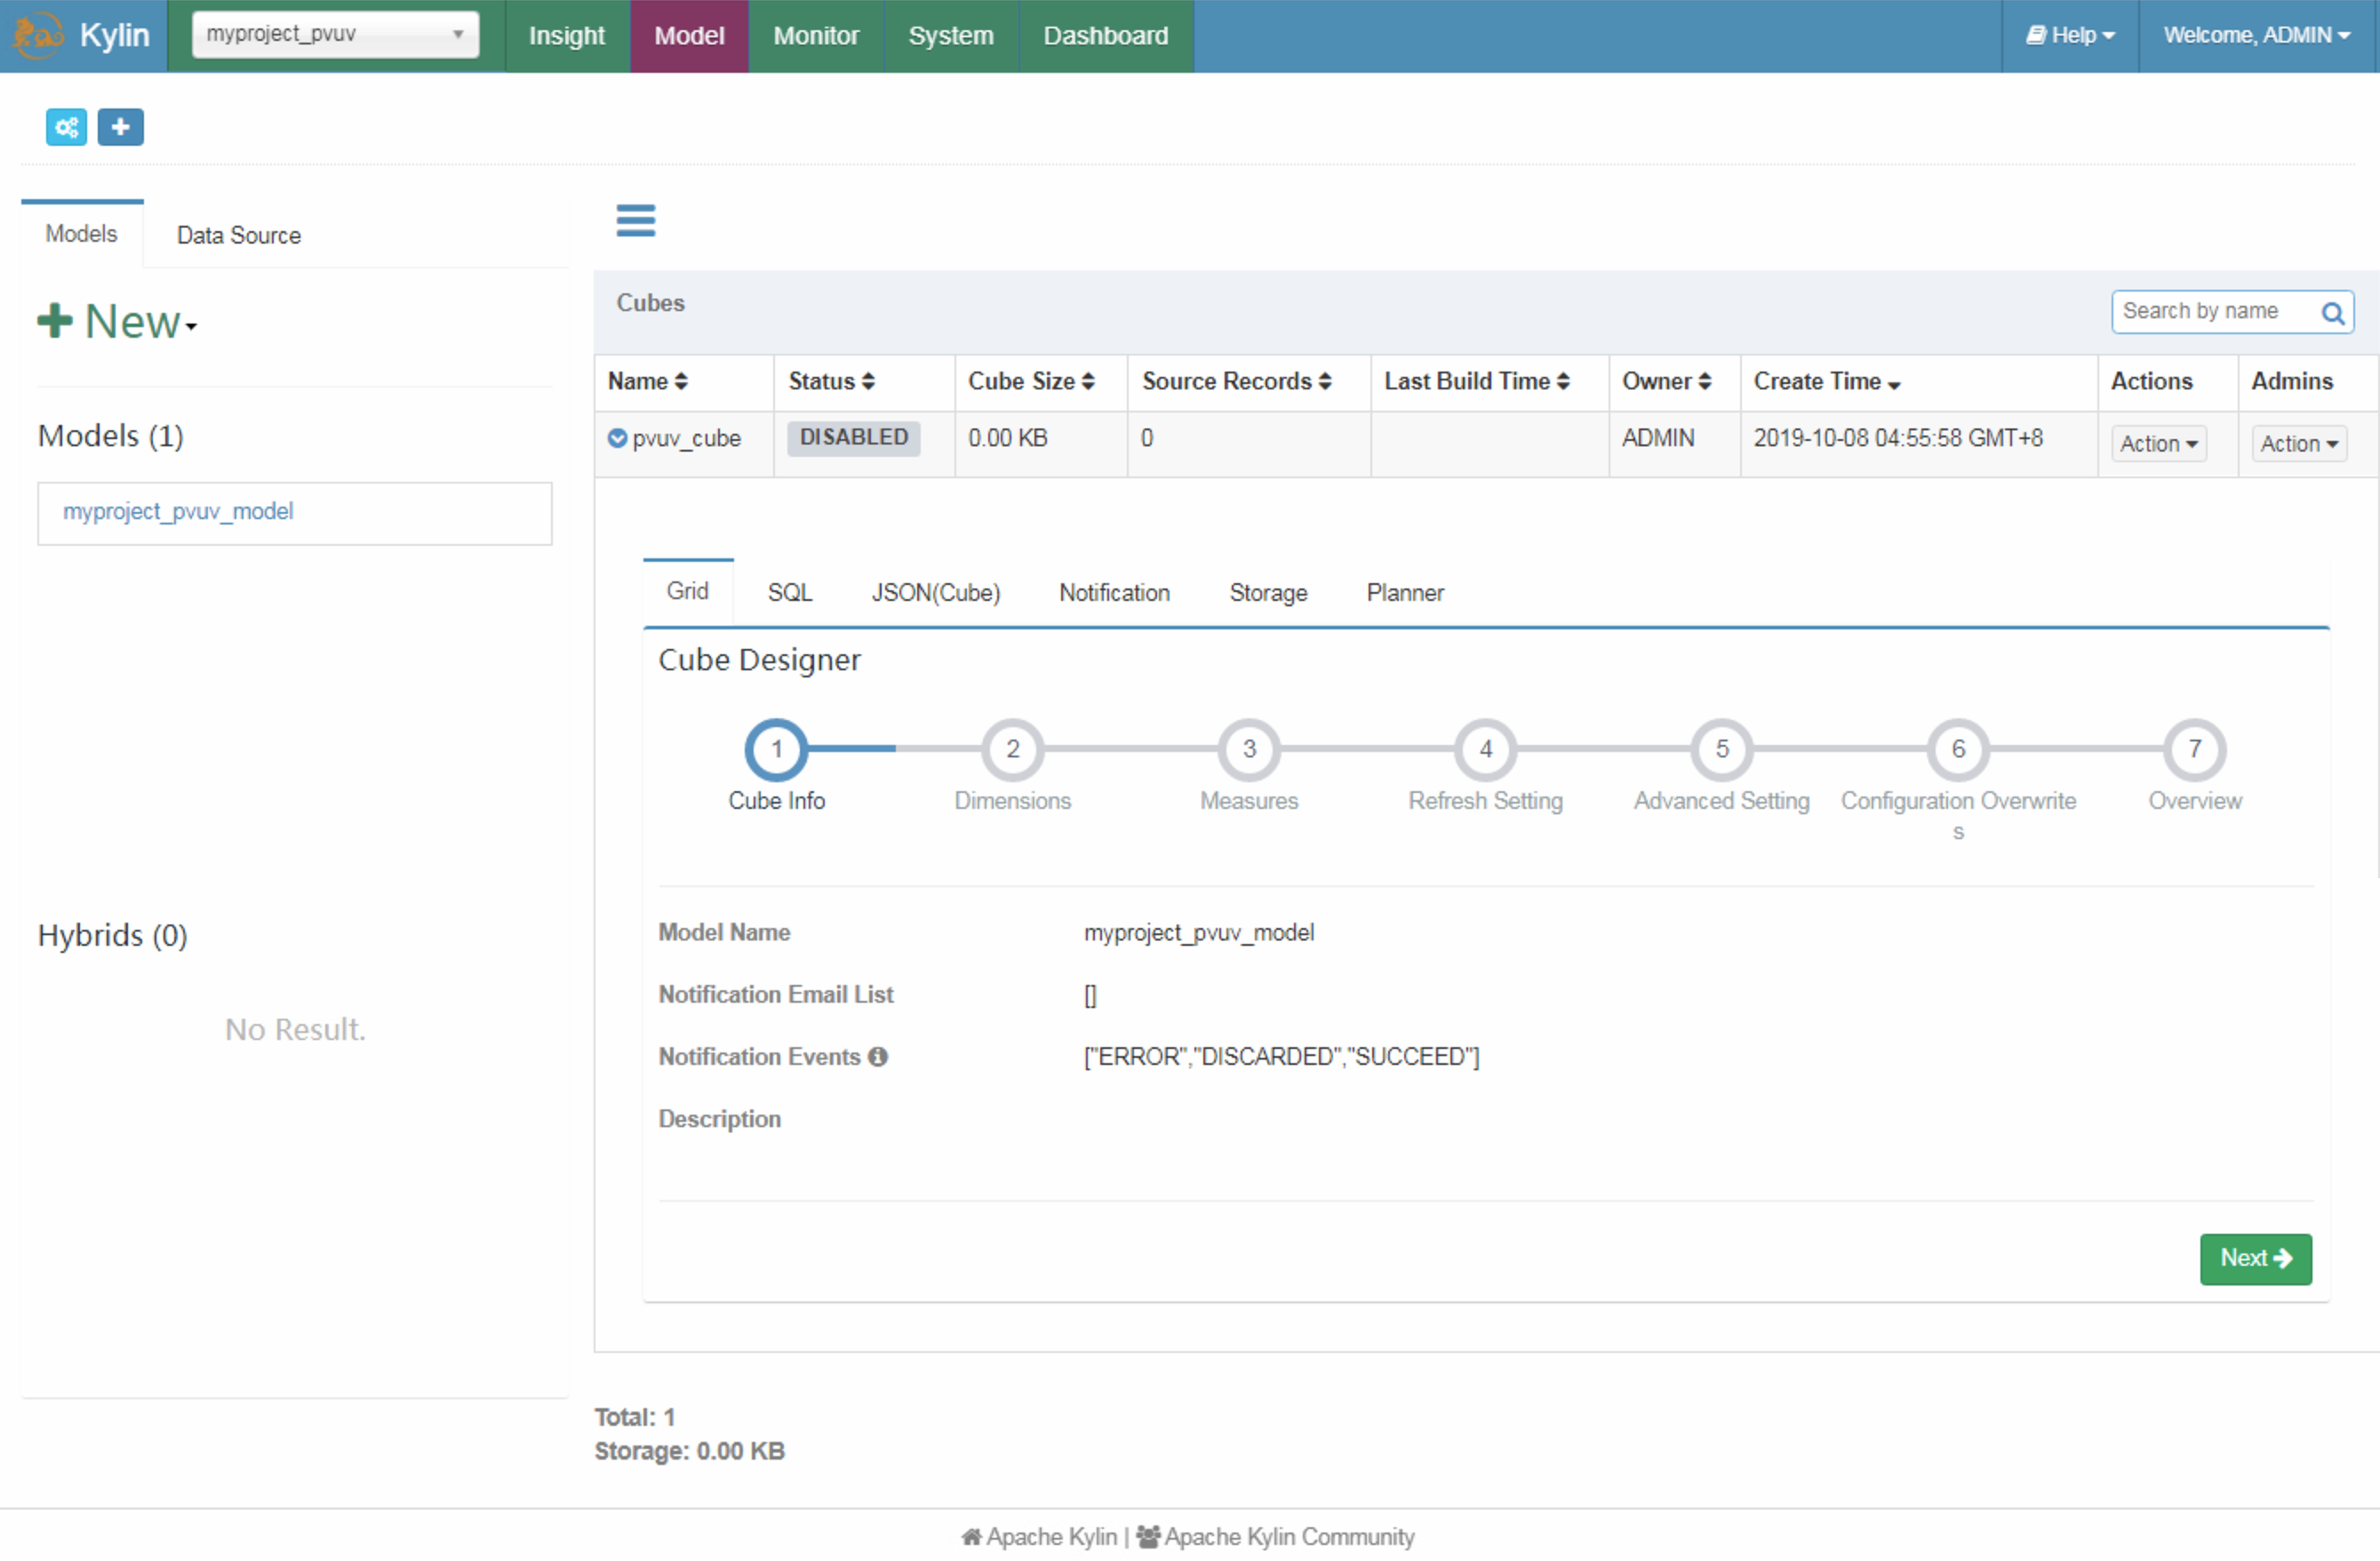 Kylin myproject_pvuv Insight Model Monitor System Dashboard Help Welcome, ADMIN
Models Data Source
New
Models (1)
myproject_pvuv_model
Hybrids (0)
No Result.
Cubes Search by name
Name Status Cube Size Source Records Last Build Time Owner Create Time Actions Admins
pvuv_cube DISABLED 0.00 KB 0 ADMIN 2019-10-08 04:55:58 GMT+8 Action Action
Grid SQL JSON(Cube) Notification Storage Planner
Cube Designer
1 2 3 4 5 6 7
Cube Info Dimensions Measures Refresh Setting Advanced Setting Configuration Overwrite Overview
s
Model Name myproject_pvuv_model
Notification Email List []
Notification Events ["ERROR","DISCARDED","SUCCEED"]
Description
Next
Total: 1
Storage: 0.00 KB
Apache Kylin | Apache Kylin Community